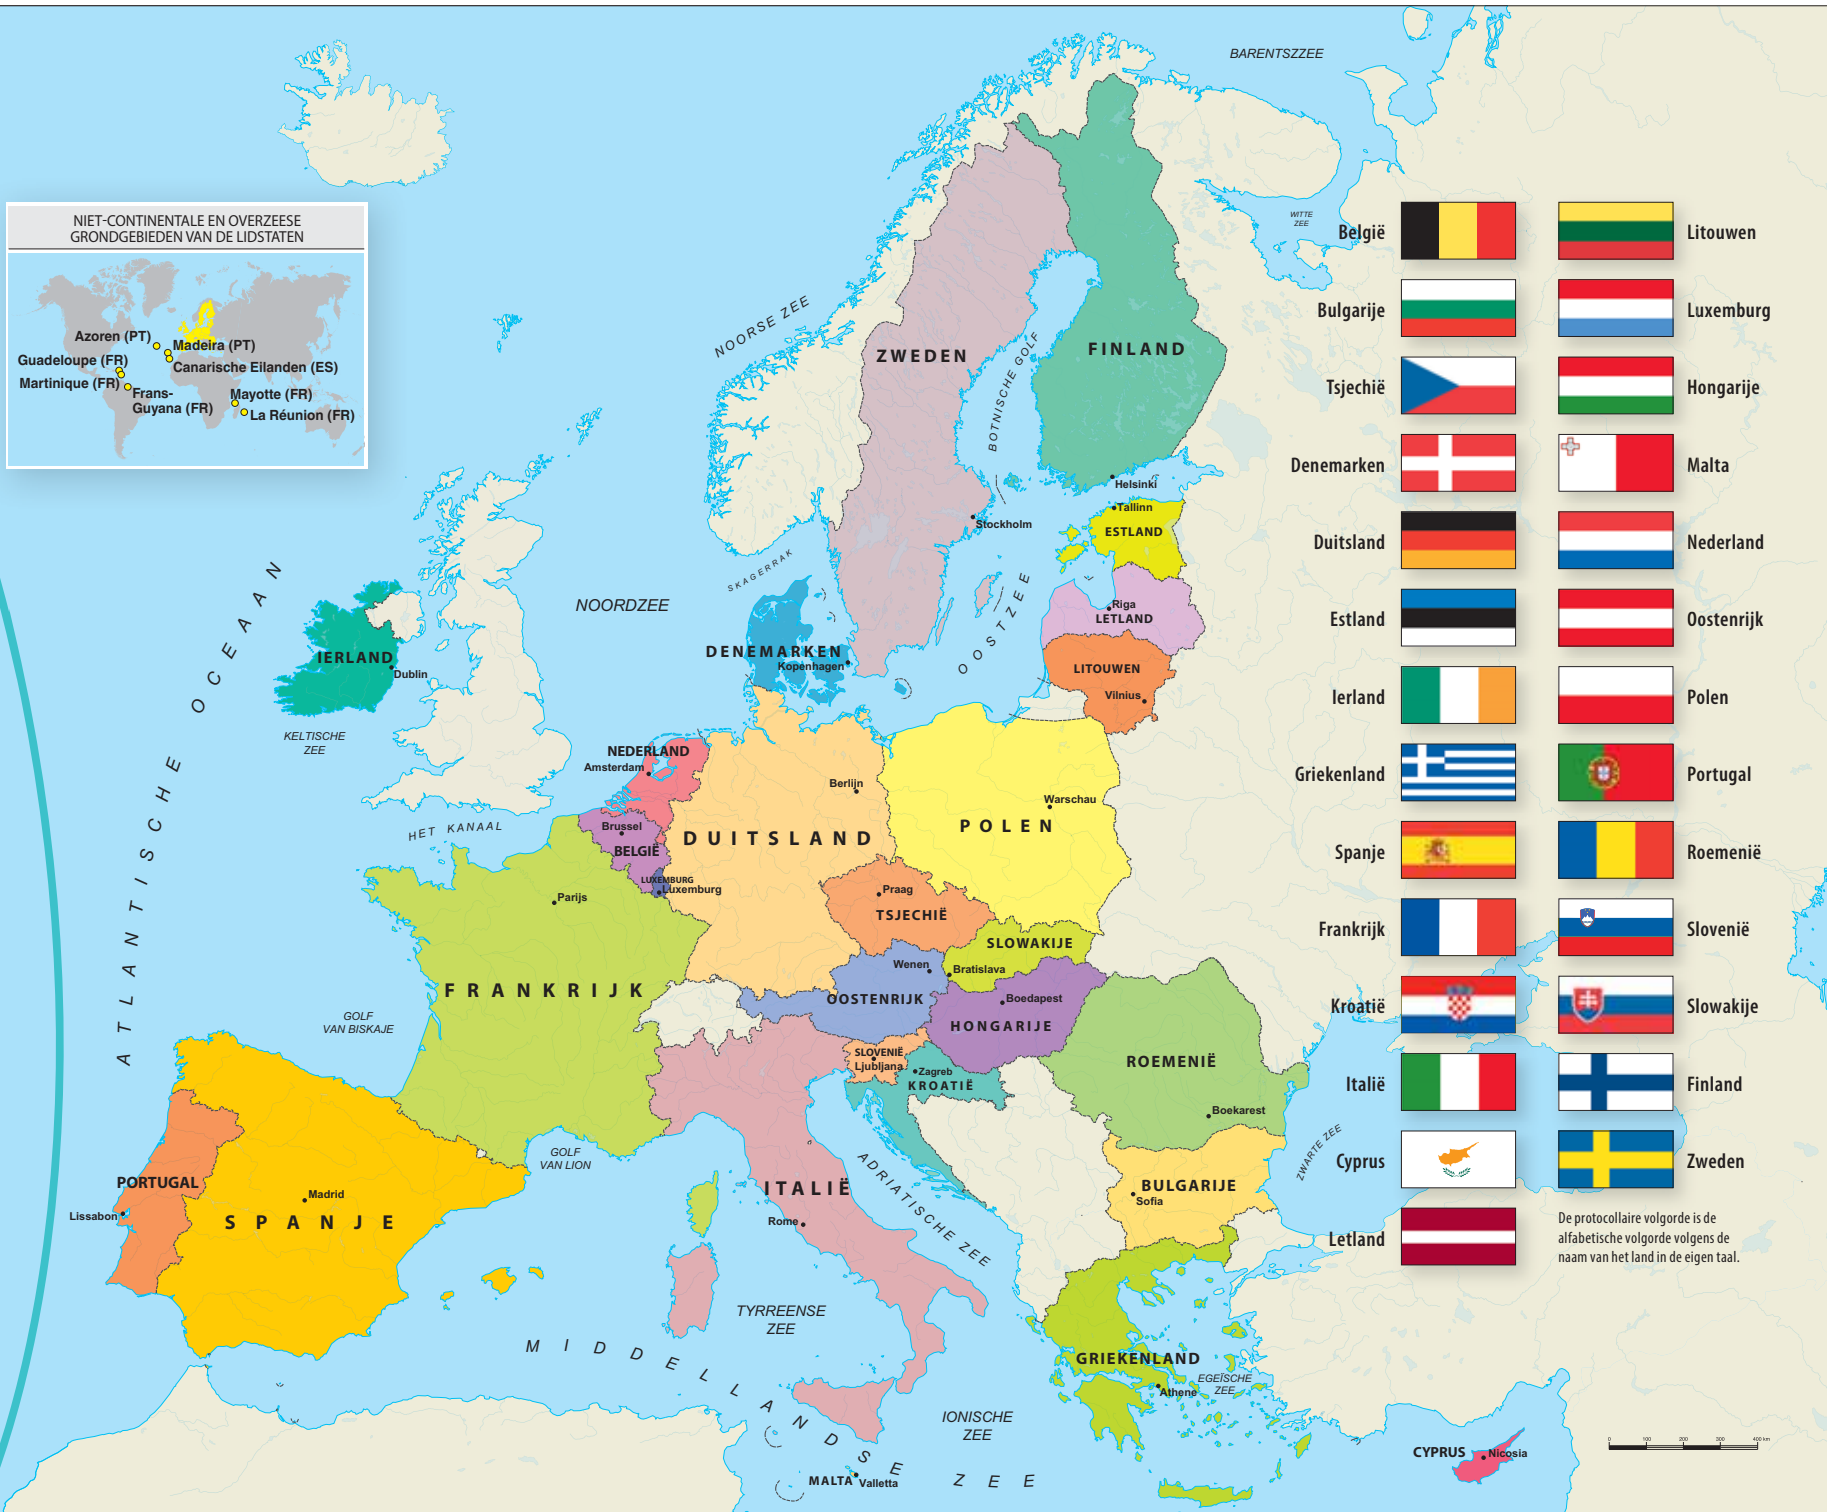 BARENTSZZEE
NIET-CONTINENTALE EN OVERZEESE
GRONDGEBIEDEN VAN DE LIDSTATEN
Azoren (PT)
Madeira (PT)
Guadeloupe (FR)
Canarische Eilanden (ES)
Martinique (FR)
Frans-
Guyana (FR)
Mayotte (FR)
La Réunion (FR)
WITTE
ZEE
NOORSE ZEE
ZWEDEN
FINLAND
BOTNISCHE GOLF
Helsinki
Stockholm
Tallinn
ESTLAND
SKAGERRAK
NOORDZEE
OOSTZEE
Riga
LETLAND
ATLANTISCHE OCEAAN
IERLAND
Dublin
DENEMARKEN
Kopenhagen
LITOUWEN
Vilnius
KELTISCHE
ZEE
NEDERLAND
Amsterdam
Berlijn
Warschau
DUITSLAND
POLEN
HET KANAAL
Brussel
BELGIË
LUXEMBURG
Luxemburg
Parijs
Praag
TSJECHIË
SLOWAKIJE
Wenen
Bratislava
FRANKRIJK
OOSTENRIJK
Boedapest
HONGARIJE
GOLF
VAN BISKAJE
SLOVENIË
Ljubljana
Zagreb
KROATIË
ROEMENIË
Boekarest
ZWARTE ZEE
GOLF
VAN LION
PORTUGAL
Lissabon
Madrid
SPANJE
ITALIË
Rome
ADRIATISCHE ZEE
BULGARIJE
Sofia
TYRREENSE
ZEE
MIDDELLANDSE ZEE
GRIEKENLAND
Athene
EGEÏSCHE
ZEE
IONISCHE
ZEE
MALTA
Valletta
CYPRUS
Nicosia
België
Litouwen
Bulgarije
Luxemburg
Tsjechië
Hongarije
Denemarken
Malta
Duitsland
Nederland
Estland
Oostenrijk
Ierland
Polen
Griekenland
Portugal
Spanje
Roemenië
Frankrijk
Slovenië
Kroatië
Slowakije
Italië
Finland
Cyprus
Zweden
Letland
De protocollaire volgorde is de
alfabetische volgorde volgens de
naam van het land in de eigen taal.
0 100 200 300 400 km